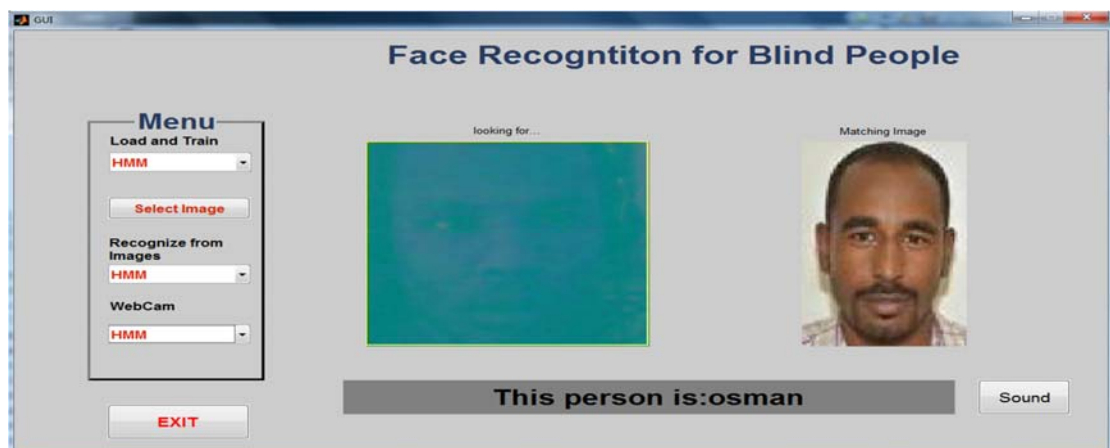 GUI
Face Recogntiton for Blind People
Menu
Load and Train
HMM
Select Image
Recognize from
Images
HMM
WebCam
HMM
EXIT
looking for...
Matching Image
This person is:osman
Sound